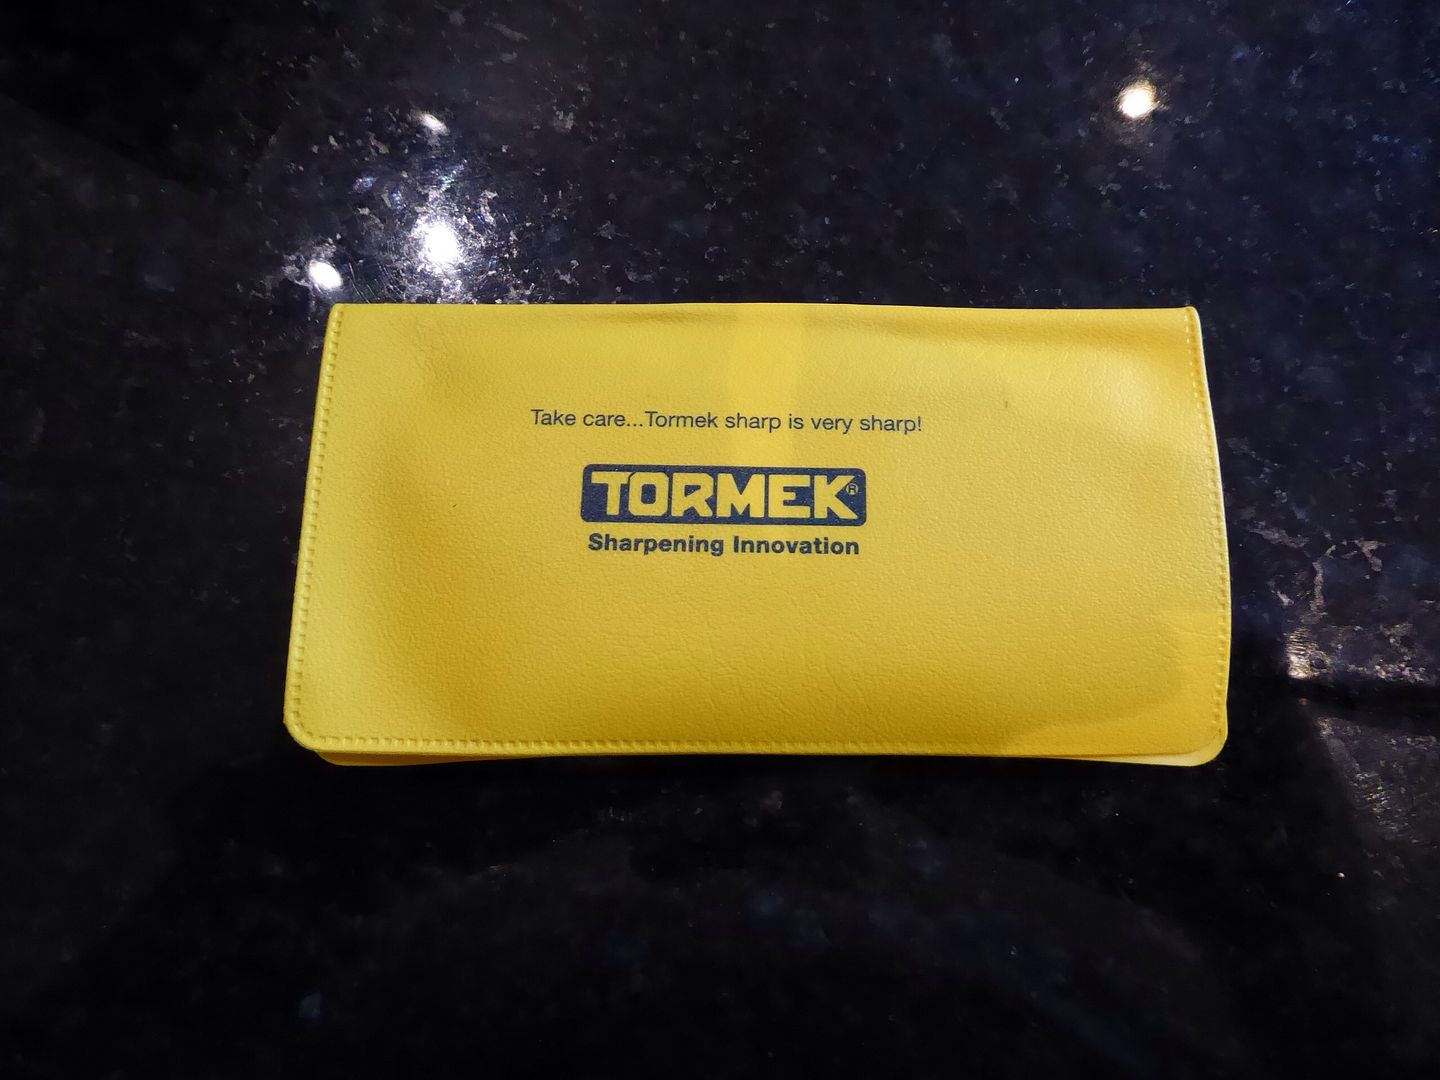 Take care...Tormek sharp is very sharp!
TORMEK®
Sharpening Innovation